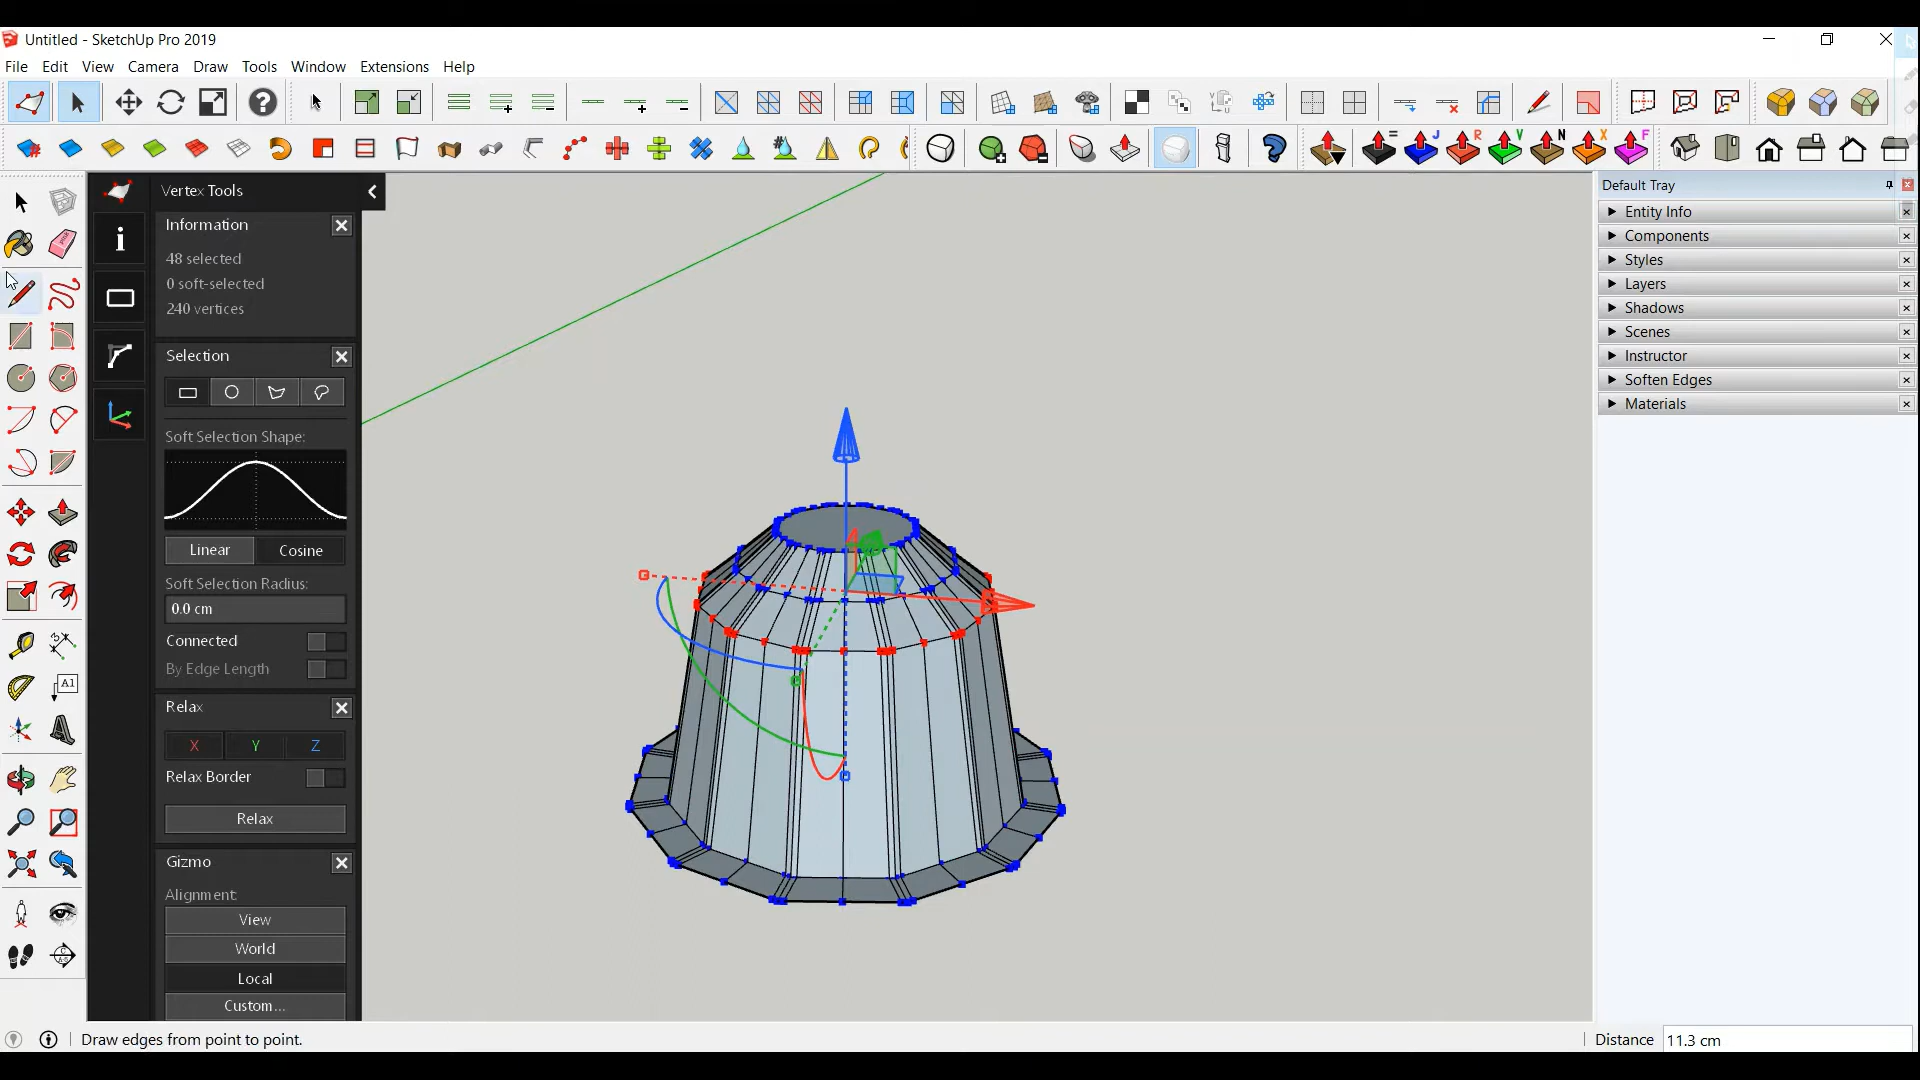 Untitled - SketchUp Pro 2019
File Edit View Camera Draw Tools Window Extensions Help
= J R V N X F
Vertex Tools
Information
48 selected
0 soft-selected
240 vertices
Selection
Soft Selection Shape:
Linear Cosine
Soft Selection Radius:
0.0 cm
Connected
By Edge Length
Relax
X Y Z
Relax Border
Relax
Gizmo
Alignment:
View
World
Local
Custom...
A1
Default Tray
Entity Info
Components
Styles
Layers
Shadows
Scenes
Instructor
Soften Edges
Materials
Draw edges from point to point.
Distance 11.3 cm